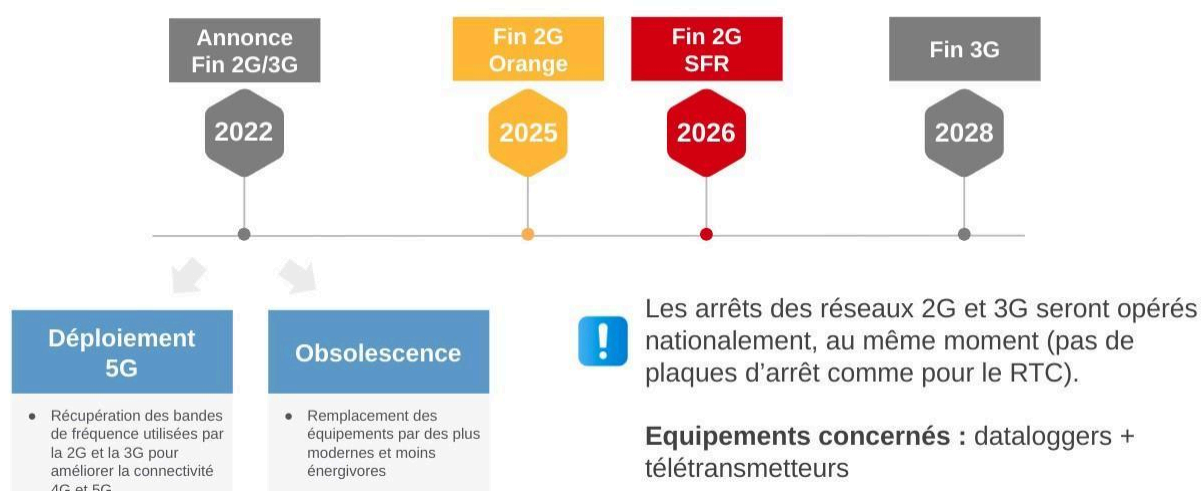 Annonce
Fin 2G/3G
Fin 2G
Orange
Fin 2G
SFR
Fin 3G
2022
2025
2026
2028
Déploiement
5G
Récupération des bandes
de fréquence utilisées par
la 2G et la 3G pour
améliorer la connectivité
4G et 5G
Obsolescence
Remplacement des
équipements par des plus
modernes et moins
énergivores
Les arrêts des réseaux 2G et 3G seront opérés
nationalement, au même moment (pas de
plaques d’arrêt comme pour le RTC).
Equipements concernés : dataloggers +
télétransmetteurs